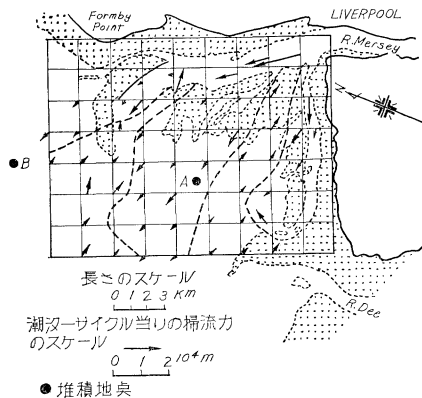 Formby
Point
LIVERPOOL
R.Mersey
N
B
A
R.Dee
長さのスケール
0 1 2 3 Km
潮汐一サイクル当りの掃流力
のスケール
0 1 2 10⁴m
堆積地点